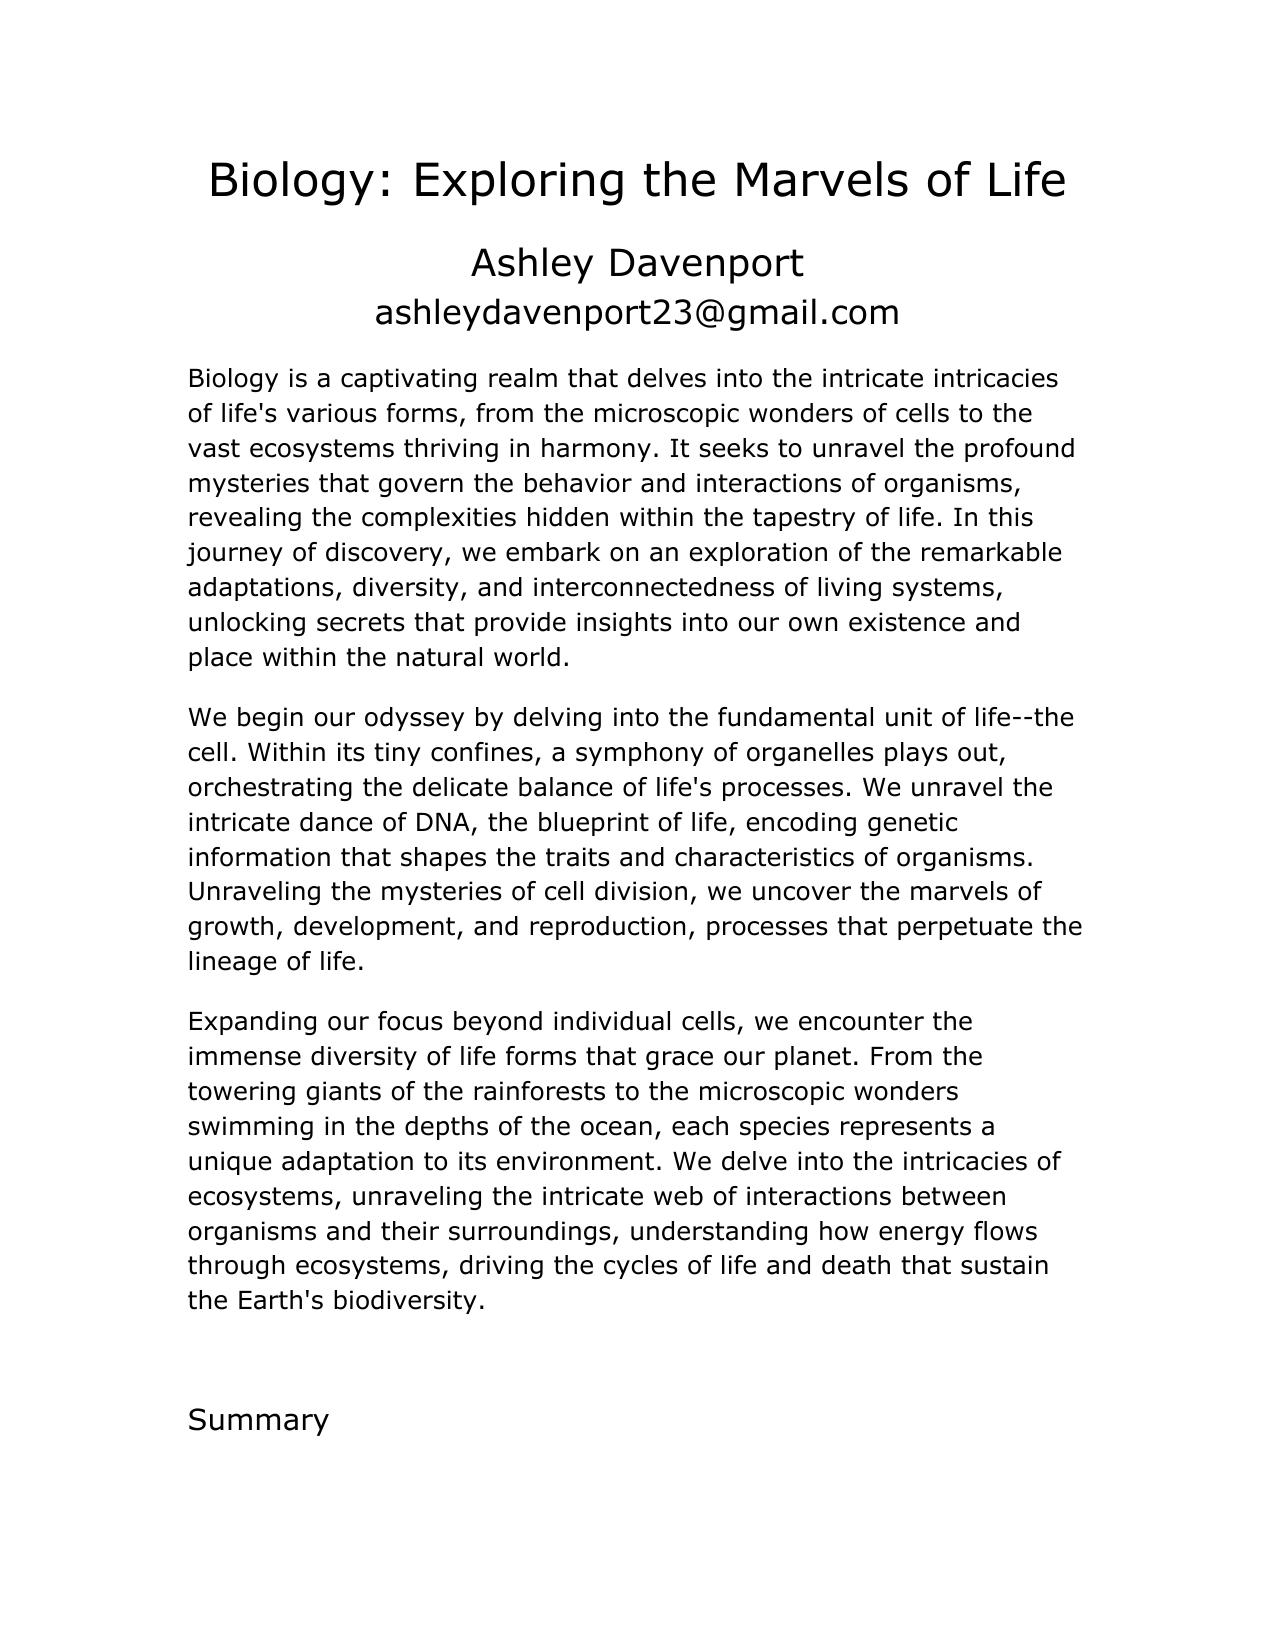 Biology: Exploring the Marvels of Life
Ashley Davenport
ashleydavenport23@gmail.com
Biology is a captivating realm that delves into the intricate intricacies
of life's various forms, from the microscopic wonders of cells to the
vast ecosystems thriving in harmony. It seeks to unravel the profound
mysteries that govern the behavior and interactions of organisms,
revealing the complexities hidden within the tapestry of life. In this
journey of discovery, we embark on an exploration of the remarkable
adaptations, diversity, and interconnectedness of living systems,
unlocking secrets that provide insights into our own existence and
place within the natural world.
We begin our odyssey by delving into the fundamental unit of life--the
cell. Within its tiny confines, a symphony of organelles plays out,
orchestrating the delicate balance of life's processes. We unravel the
intricate dance of DNA, the blueprint of life, encoding genetic
information that shapes the traits and characteristics of organisms.
Unraveling the mysteries of cell division, we uncover the marvels of
growth, development, and reproduction, processes that perpetuate the
lineage of life.
Expanding our focus beyond individual cells, we encounter the
immense diversity of life forms that grace our planet. From the
towering giants of the rainforests to the microscopic wonders
swimming in the depths of the ocean, each species represents a
unique adaptation to its environment. We delve into the intricacies of
ecosystems, unraveling the intricate web of interactions between
organisms and their surroundings, understanding how energy flows
through ecosystems, driving the cycles of life and death that sustain
the Earth's biodiversity.
Summary